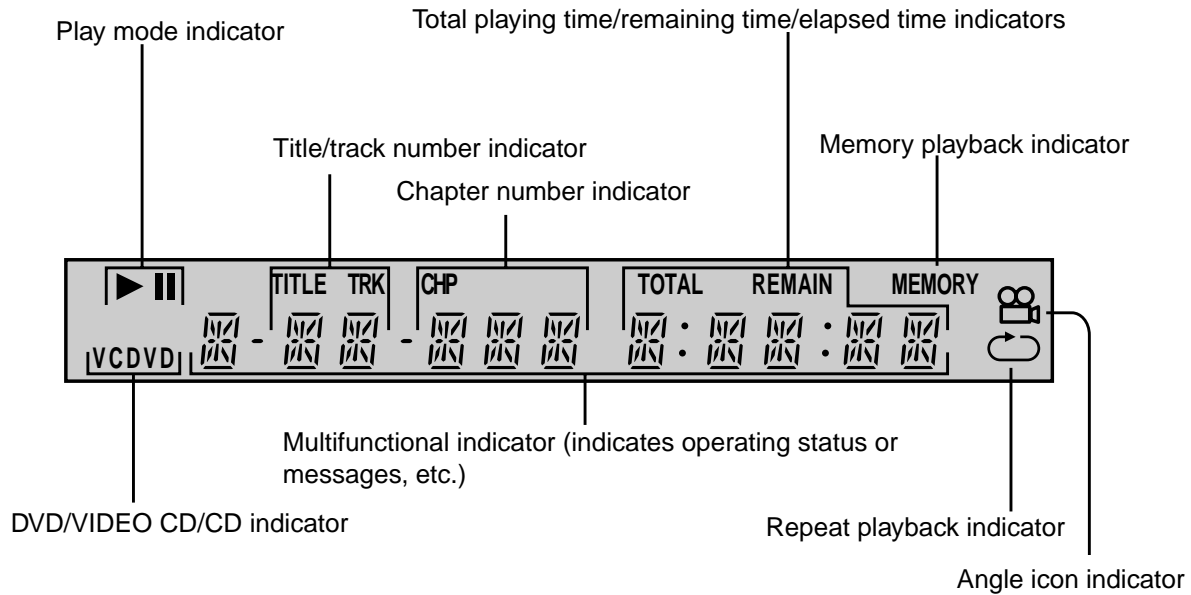 Total playing time/remaining time/elapsed time indicators
Play mode indicator
Title/track number indicator
Memory playback indicator
Chapter number indicator
TITLE TRK CHP TOTAL REMAIN MEMORY
VCDVD
Multifunctional indicator (indicates operating status or
messages, etc.)
DVD/VIDEO CD/CD indicator
Repeat playback indicator
Angle icon indicator